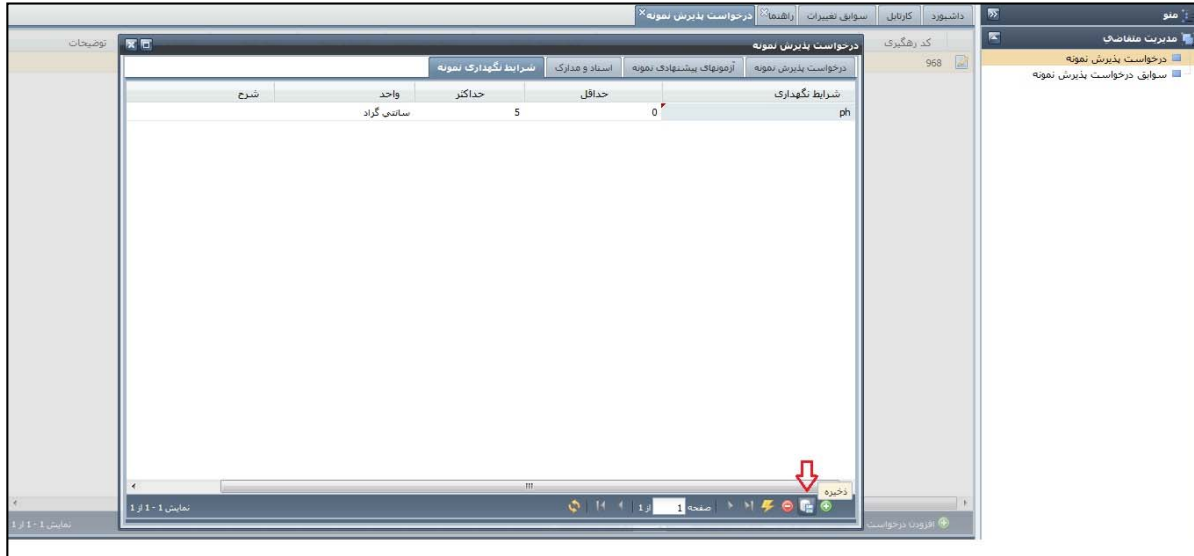 منو
مدیریت متقاضی
درخواست پذیرش نمونه
سوابق درخواست پذیرش نمونه
داشبورد کارتابل سوابق تغییرات راهنما درخواست پذیرش نمونه
کد رهگیری توضیحات
968
درخواست پذیرش نمونه
درخواست پذیرش نمونه آزمونهای پیشنهادی نمونه اسناد و مدارک شرایط نگهداری نمونه
شرایط نگهداری حداقل حداکثر واحد شرح
ph 0 5 سانتی گراد
ذخیره
صفحه 1 از 1
نمایش 1 - 1 از 1
افزودن درخواست
نمایش 1 - 1 از 1